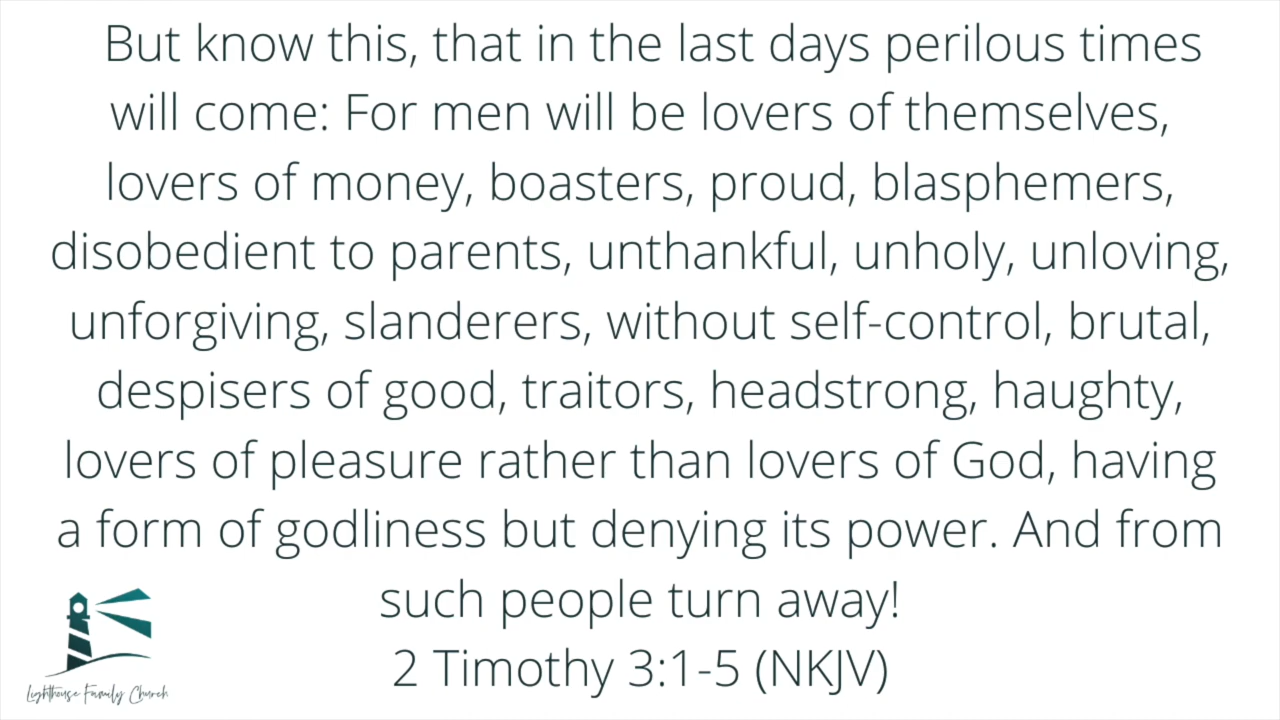 But know this, that in the last days perilous times
will come: For men will be lovers of themselves,
lovers of money, boasters, proud, blasphemers,
disobedient to parents, unthankful, unholy, unloving,
unforgiving, slanderers, without self-control, brutal,
despisers of good, traitors, headstrong, haughty,
lovers of pleasure rather than lovers of God, having
a form of godliness but denying its power. And from
such people turn away!
2 Timothy 3:1-5 (NKJV)
Lighthouse Family Church